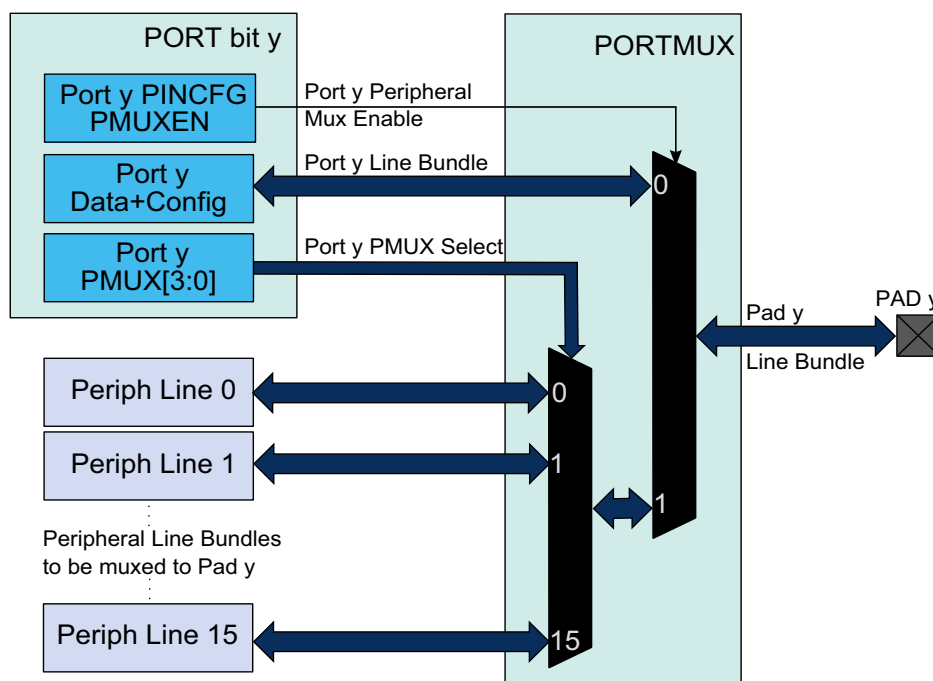 PORT bit y
PORTMUX
Port y PINCFG
PMUXEN
Port y Peripheral
Mux Enable
Port y
Data+Config
Port y Line Bundle
0
Port y
PMUX[3:0]
Port y PMUX Select
Pad y
Line Bundle
PAD y
Periph Line 0
0
Periph Line 1
1
1
Peripheral Line Bundles
to be muxed to Pad y
Periph Line 15
15